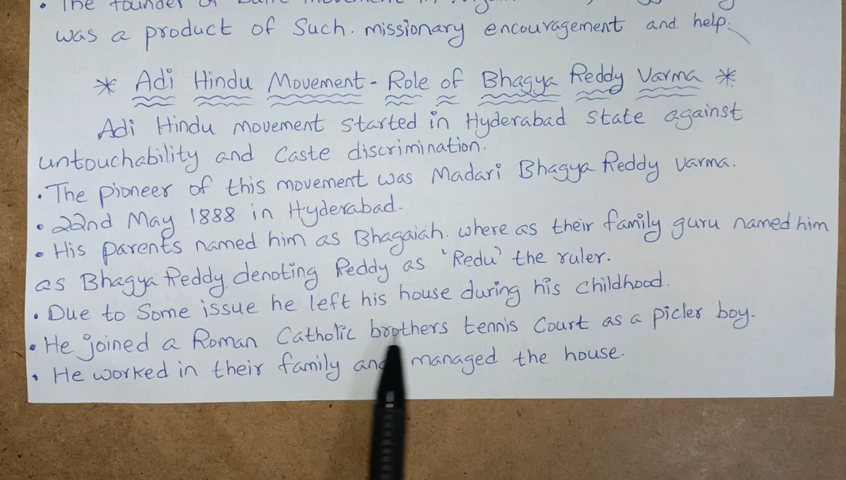 was a product of Such missionary encouragement and help.
* Adi Hindu Movement - Role of Bhagya Reddy Varma *
Adi Hindu movement started in Hyderabad State against
untouchability and Caste discrimination.
• The pioneer of this movement was Madari Bhagya Reddy varma.
• 22nd May 1888 in Hyderabad.
• His parents named him as Bhagaiah where as their family guru named him
as Bhagya Reddy denoting Reddy as 'Redu' the ruler.
• Due to Some issue he left his house during his childhood.
• He joined a Roman Catholic brothers tennis Court as a picler boy.
• He worked in their family and managed the house.